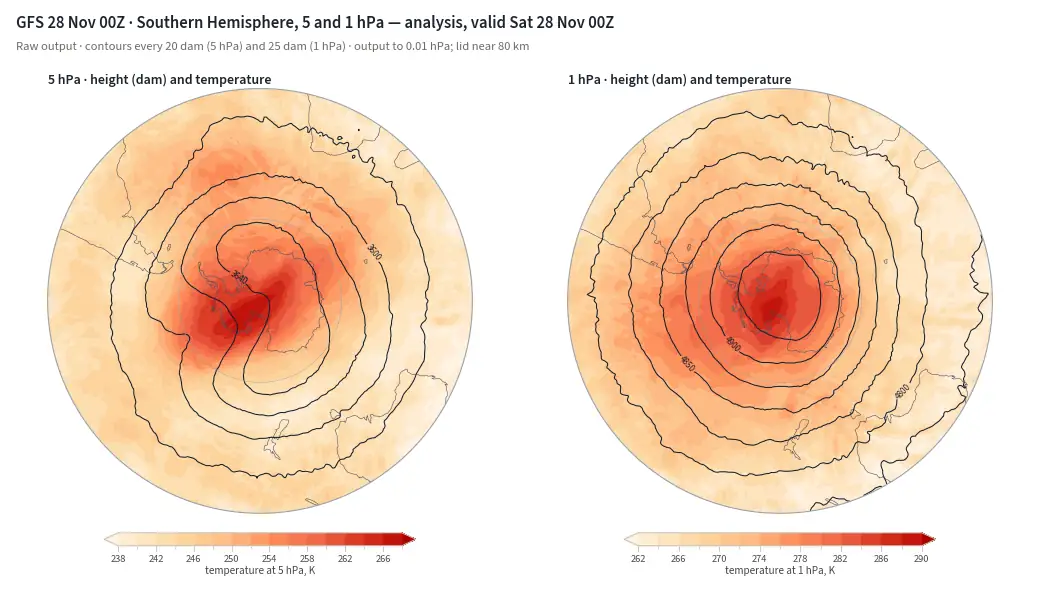 GFS 28 Nov 00Z · Southern Hemisphere, 5 and 1 hPa — analysis, valid Sat 28 Nov 00Z
Raw output · contours every 20 dam (5 hPa) and 25 dam (1 hPa) · output to 0.01 hPa; lid near 80 km
5 hPa · height (dam) and temperature
1 hPa · height (dam) and temperature
3500
3640
4900
4850
4800
238 242 246 250 254 258 262 266
temperature at 5 hPa, K
262 266 270 274 278 282 286 290
temperature at 1 hPa, K